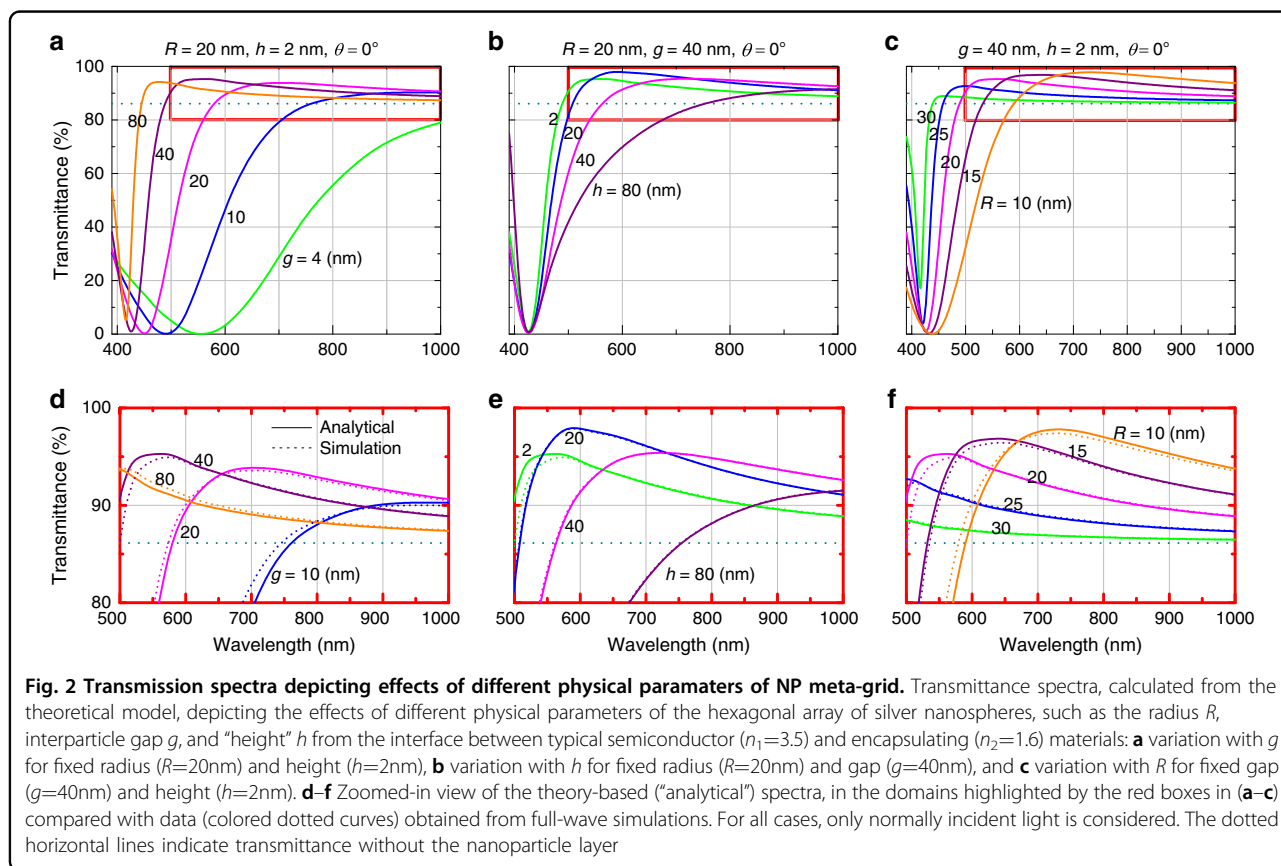 a
R = 20 nm, h = 2 nm, θ = 0°
b
R = 20 nm, g = 40 nm, θ = 0°
c
g = 40 nm, h = 2 nm, θ = 0°
Transmittance (%)
100
80
60
40
20
0
80
40
20
10
g = 4 (nm)
400
600
800
1000
100
80
60
40
20
0
2
20
40
h = 80 (nm)
400
600
800
1000
100
80
60
40
20
0
30
25
20
15
R = 10 (nm)
400
500
600
700
800
900
1000
d
Transmittance (%)
100
90
80
Analytical
Simulation
40
80
20
g = 10 (nm)
500
600
700
800
900
1000
Wavelength (nm)
e
2
20
40
h = 80 (nm)
500
600
700
800
900
1000
Wavelength (nm)
f
R = 10 (nm)
15
20
25
30
500
600
700
800
900
1000
Wavelength (nm)
Fig. 2 Transmission spectra depicting effects of different physical paramaters of NP meta-grid. Transmittance spectra, calculated from the
theoretical model, depicting the effects of different physical parameters of the hexagonal array of silver nanospheres, such as the radius R,
interparticle gap g, and “height” h from the interface between typical semiconductor (n₁=3.5) and encapsulating (n₂=1.6) materials: a variation with g
for fixed radius (R=20nm) and height (h=2nm), b variation with h for fixed radius (R=20nm) and gap (g=40nm), and c variation with R for fixed gap
(g=40nm) and height (h=2nm). d–f Zoomed-in view of the theory-based (“analytical”) spectra, in the domains highlighted by the red boxes in (a–c)
compared with data (colored dotted curves) obtained from full-wave simulations. For all cases, only normally incident light is considered. The dotted
horizontal lines indicate transmittance without the nanoparticle layer